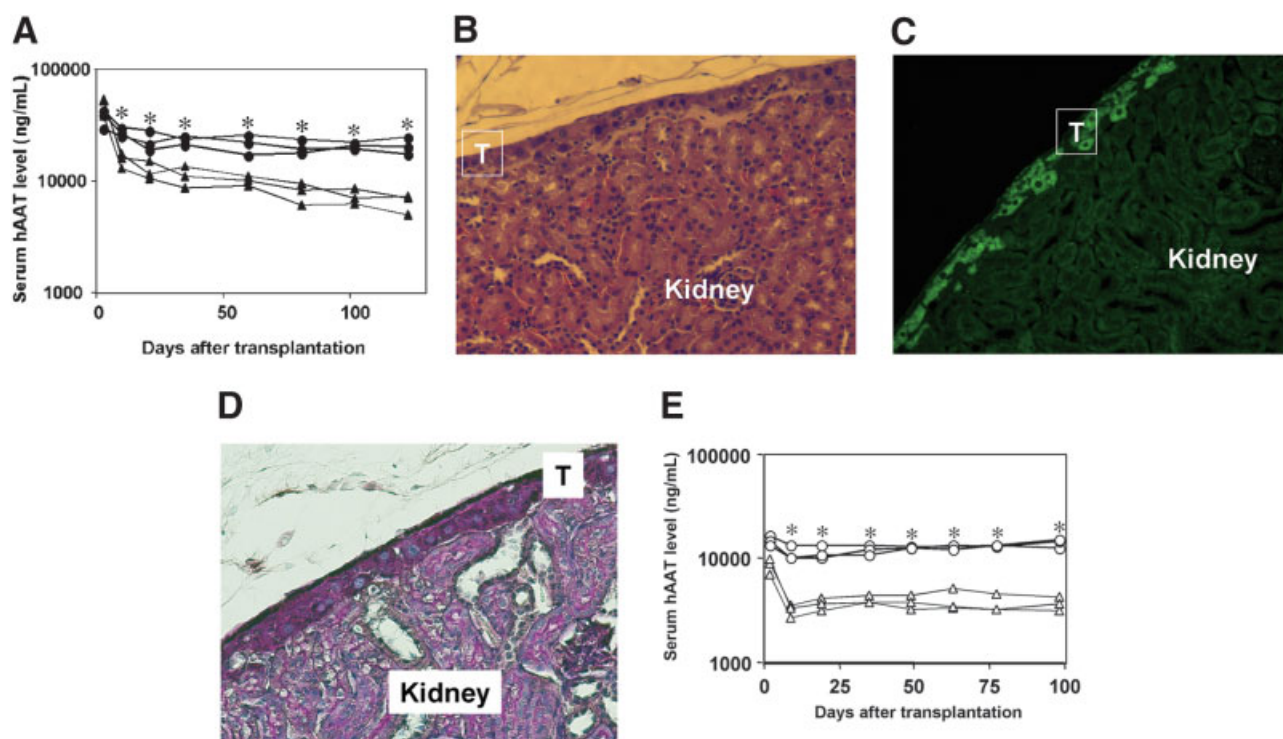 A
Serum hAAT level (ng/mL)
100000
10000
1000
* * * * * * *
0 50 100
Days after transplantation
B
T
Kidney
C
T
Kidney
D
T
Kidney
E
Serum hAAT level (ng/mL)
100000
10000
1000
* * * * * * *
0 25 50 75 100
Days after transplantation